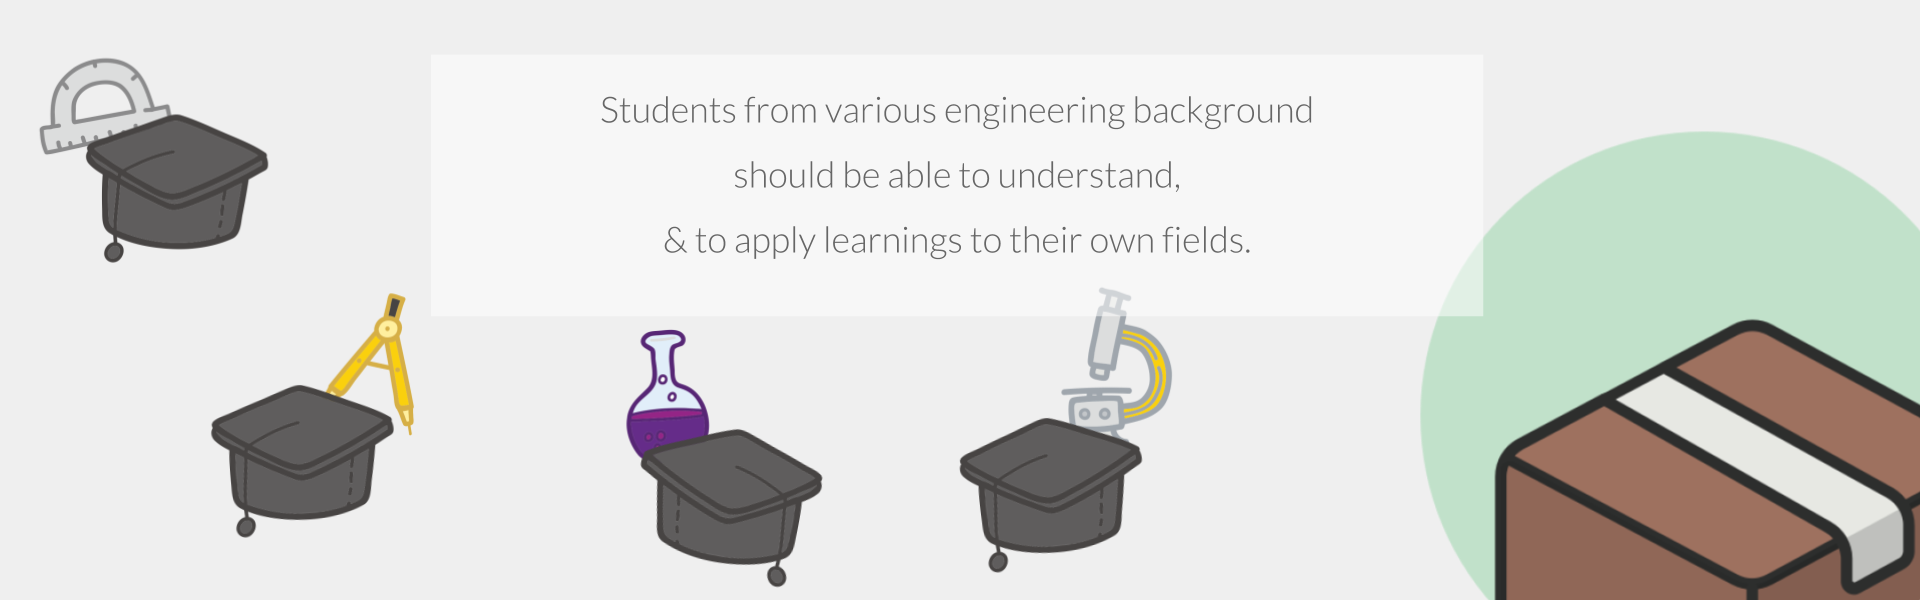 Students from various engineering background
should be able to understand,
& to apply learnings to their own fields.